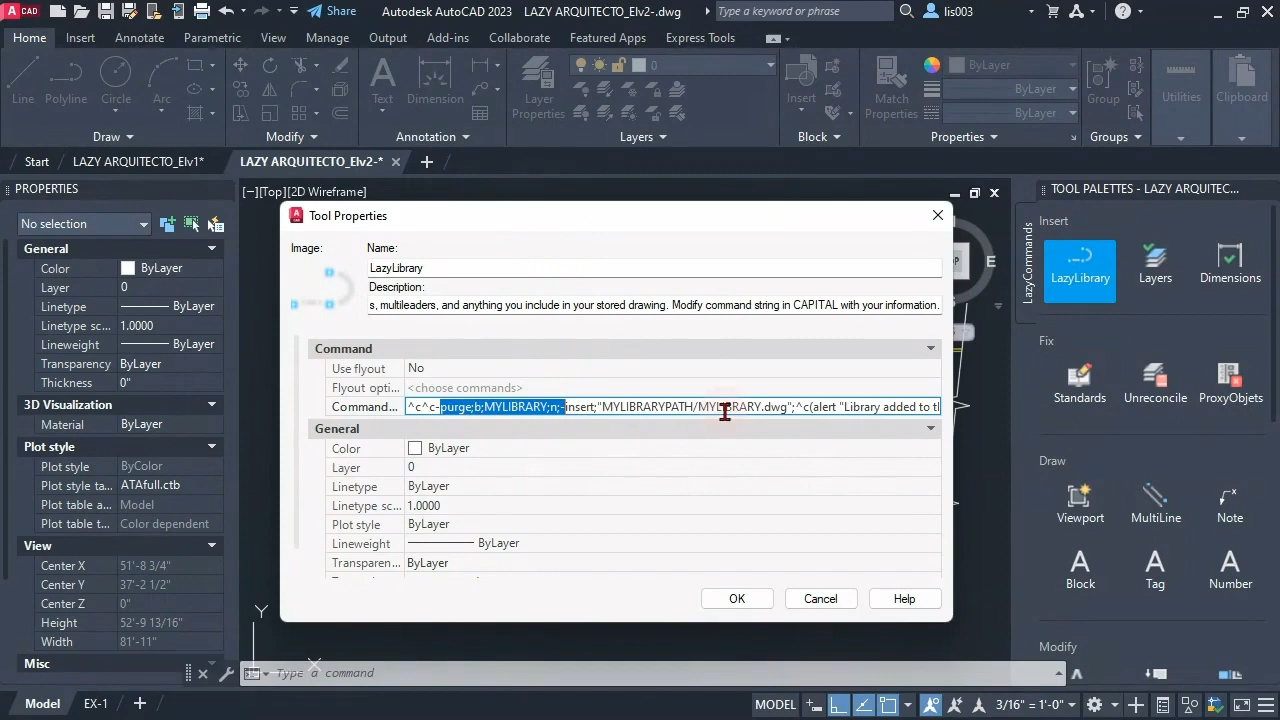 CAD
Share
Autodesk AutoCAD 2023 LAZY ARQUITECTO_Elv2-.dwg
Type a keyword or phrase
lis003
Home Insert Annotate Parametric View Manage Output Add-ins Collaborate Featured Apps Express Tools
Line Polyline Circle Arc
Text Dimension
Layer Properties
0
Insert
Match Properties
ByLayer
ByLayer
ByLayer
Group
Utilities
Clipboard
Draw Modify Annotation Layers Block Properties Groups
Start LAZY ARQUITECTO_Elv1* LAZY ARQUITECTO_Elv2-*
PROPERTIES
[−][Top][2D Wireframe]
TOOL PALETTES - LAZY ARQUITEC...
No selection
General
Color ByLayer
Layer 0
Linetype ByLayer
Linetype sc... 1.0000
Transparency ByLayer
Thickness 0"
3D Visualization
Material ByLayer
Plot style
Plot style ByColor
Plot style ta... ATAfull.ctb
Plot table a... Model
Plot table t... Color dependent
View
Center X 51'-8 3/4"
Center Y 37'-2 1/2"
Center Z 0"
Height 52'-9 13/16"
Width 81'-11"
Misc
Tool Properties
Image:
Name:
LazyLibrary
Description:
s, multileaders, and anything you include in your stored drawing. Modify command string in CAPITAL with your information.
Command
Use flyout No
Flyout opti... <choose commands>
Command... ^c^c-purge;b;MYLIBRARY;n;-insert;"MYLIBRARYPATH/MYLIBRARY.dwg";^c(alert "Library added to tl
General
Color ByLayer
Layer 0
Linetype ByLayer
Linetype sc... 1.0000
Plot style ByLayer
Lineweight ByLayer
Transparen... ByLayer
OK Cancel Help
E
Y
X
LazyCommands
Insert
LazyLibrary Layers Dimensions
Fix
Standards Unreconcile ProxyObjects
Draw
Viewport MultiLine Note
Block Tag Number
Modify
Type a command
Model EX-1
MODEL
3/16" = 1'-0"